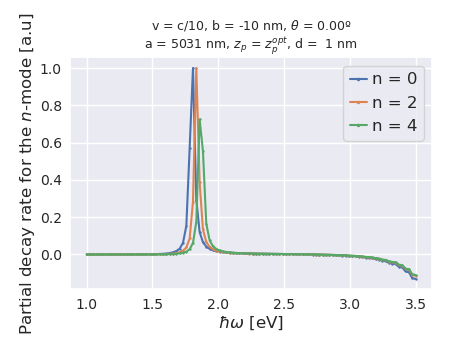 v = c/10, b = -10 nm, θ = 0.00º
a = 5031 nm, z_p = z_p^{opt}, d =  1 nm
Partial decay rate for the n-mode [a.u]
1.0
0.8
0.6
0.4
0.2
0.0
n = 0
n = 2
n = 4
1.0 1.5 2.0 2.5 3.0 3.5
ℏω [eV]